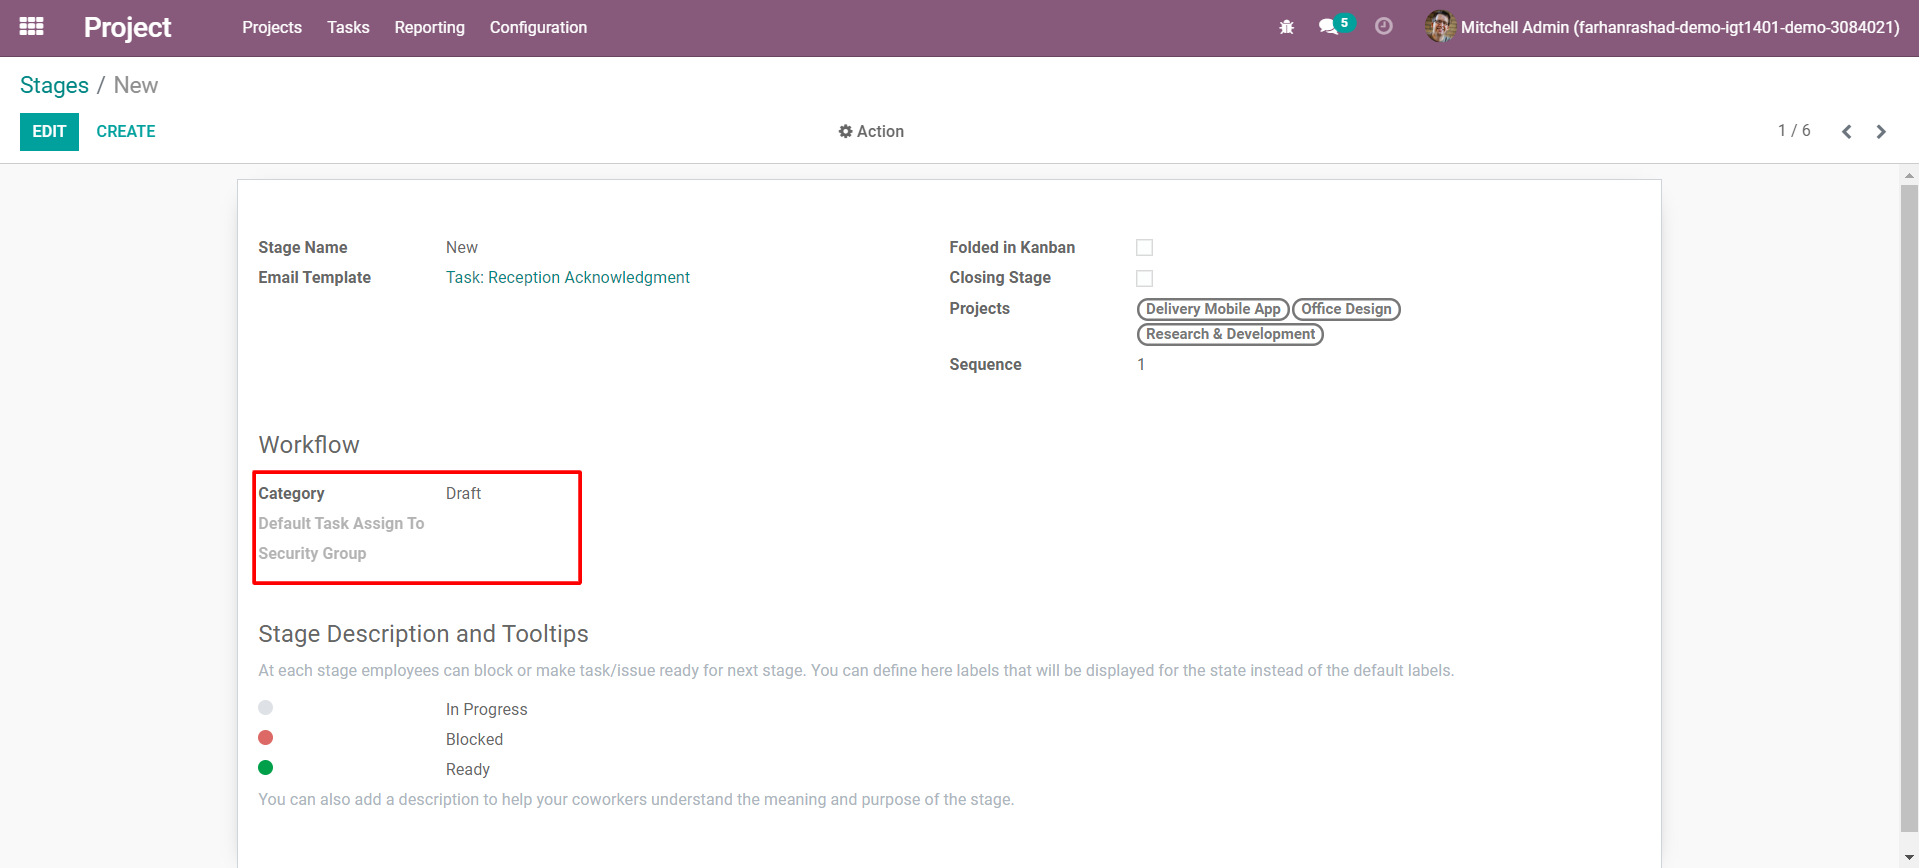 Project Projects Tasks Reporting Configuration 5 Mitchell Admin (farhanrashad-demo-igt1401-demo-3084021)
Stages / New
EDIT CREATE Action 1 / 6
Stage Name New Folded in Kanban
Email Template Task: Reception Acknowledgment Closing Stage
Projects Delivery Mobile App Office Design
Research & Development
Sequence 1
Workflow
Category Draft
Default Task Assign To
Security Group
Stage Description and Tooltips
At each stage employees can block or make task/issue ready for next stage. You can define here labels that will be displayed for the state instead of the default labels.
In Progress
Blocked
Ready
You can also add a description to help your coworkers understand the meaning and purpose of the stage.